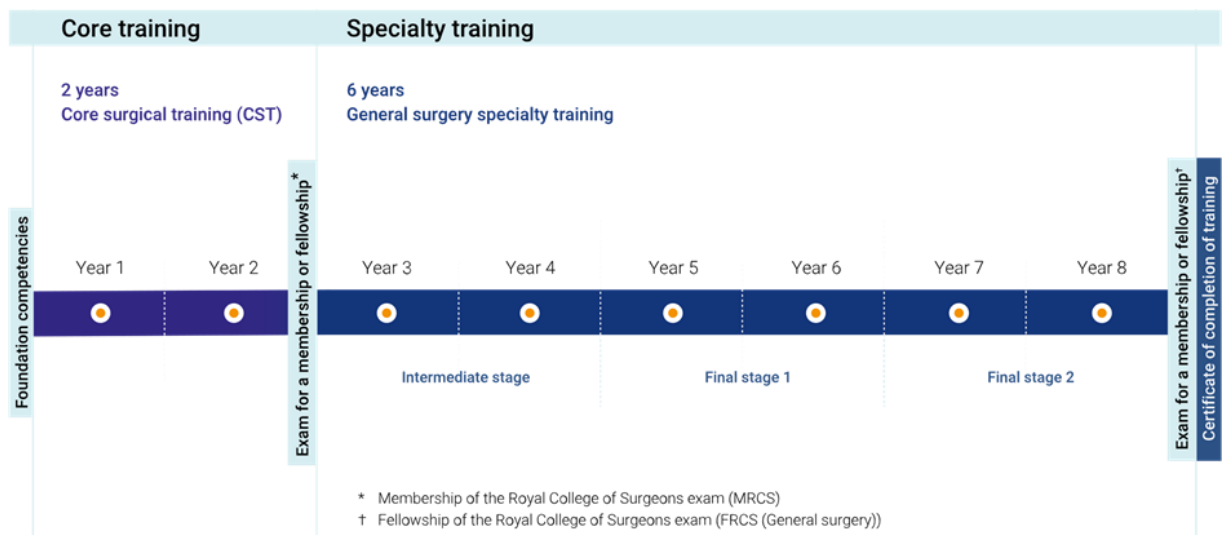 Core training
Specialty training
2 years
Core surgical training (CST)
6 years
General surgery specialty training
Foundation competencies
Year 1
Year 2
Exam for a membership or fellowship*
Year 3
Year 4
Year 5
Year 6
Year 7
Year 8
Intermediate stage
Final stage 1
Final stage 2
Exam for a membership or fellowship†
Certificate of completion of training
* Membership of the Royal College of Surgeons exam (MRCS)
† Fellowship of the Royal College of Surgeons exam (FRCS (General surgery))